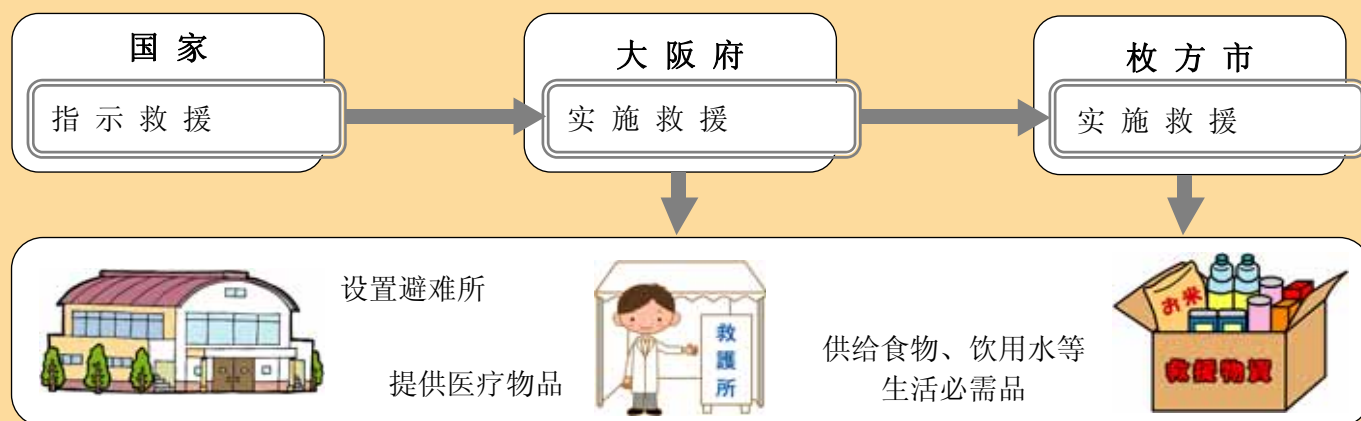 国家
大阪府
枚方市
指示救援
实施救援
实施救援
设置避难所
提供医疗物品
救護所
供给食物、饮用水等
生活必需品
お米
救援物資